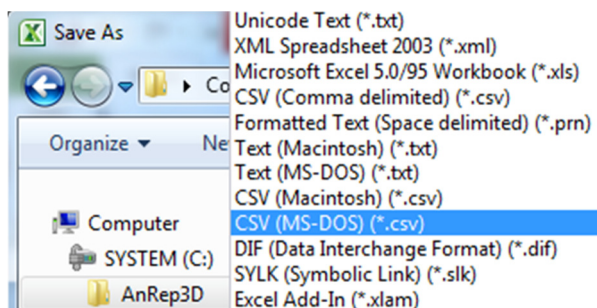 Save As
Co
Organize
Ne
Computer
SYSTEM (C:)
AnRep3D
Unicode Text (*.txt)
XML Spreadsheet 2003 (*.xml)
Microsoft Excel 5.0/95 Workbook (*.xls)
CSV (Comma delimited) (*.csv)
Formatted Text (Space delimited) (*.prn)
Text (Macintosh) (*.txt)
Text (MS-DOS) (*.txt)
CSV (Macintosh) (*.csv)
CSV (MS-DOS) (*.csv)
DIF (Data Interchange Format) (*.dif)
SYLK (Symbolic Link) (*.slk)
Excel Add-In (*.xlam)